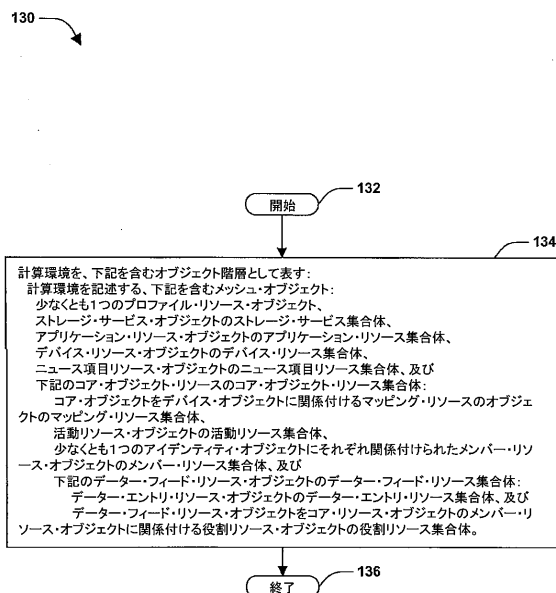 130
132
開始
134
計算環境を、下記を含むオブジェクト階層として表す:
計算環境を記述する、下記を含むメッシュ・オブジェクト:
少なくとも1つのプロファイル・リソース・オブジェクト、
ストレージ・サービス・オブジェクトのストレージ・サービス集合体、
アプリケーション・リソース・オブジェクトのアプリケーション・リソース集合体、
デバイス・リソース・オブジェクトのデバイス・リソース集合体、
ニュース項目リソース・オブジェクトのニュース項目リソース集合体、及び
下記のコア・オブジェクト・リソースのコア・オブジェクト・リソース集合体:
コア・オブジェクトをデバイス・オブジェクトに関係付けるマッピング・リソースのオブジェ
クトのマッピング・リソース集合体、
活動リソース・オブジェクトの活動リソース集合体、
少なくとも1つのアイデンティティ・オブジェクトにそれぞれ関係付けられたメンバー・リソ
ース・オブジェクトのメンバー・リソース集合体、及び
下記のデーター・フィード・リソース・オブジェクトのデーター・フィード・リソース集合体:
データー・エントリ・リソース・オブジェクトのデーター・エントリ・リソース集合体、及び
データー・フィード・リソース・オブジェクトをコア・リソース・オブジェクトのメンバー・リ
ソース・オブジェクトに関係付ける役割リソース・オブジェクトの役割リソース集合体。
136
終了